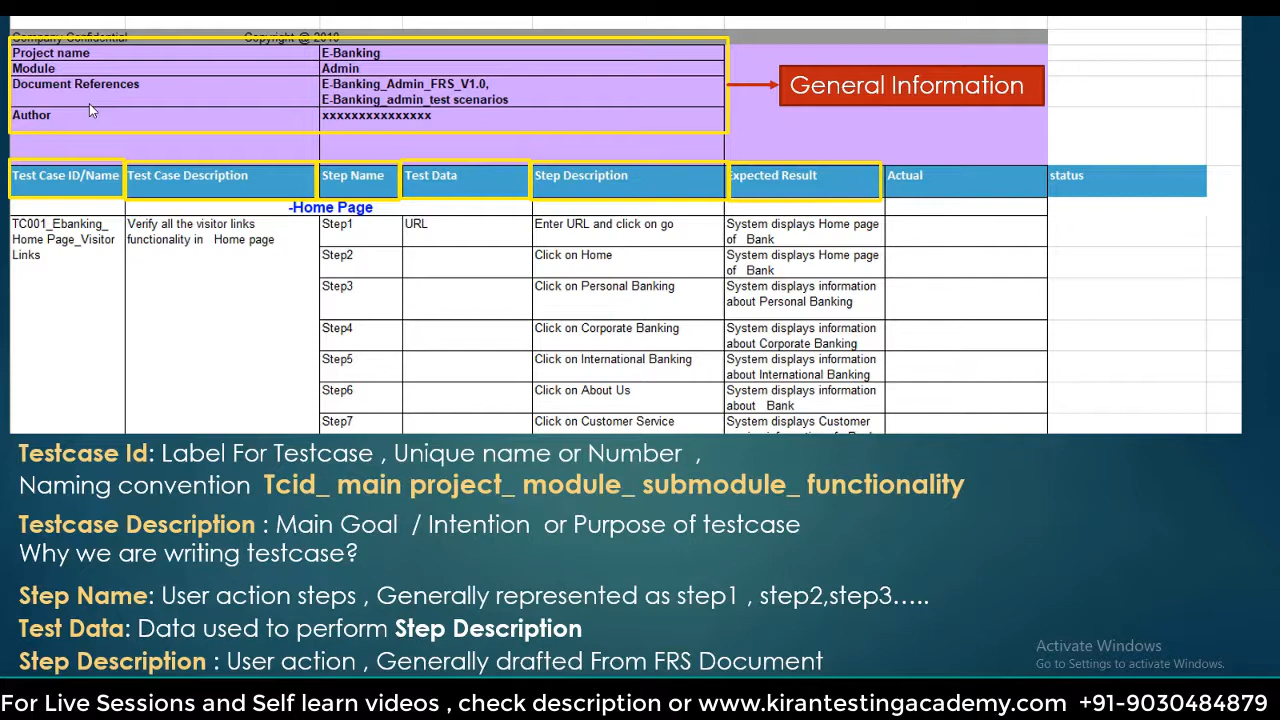 Company Confidential Copyright @ 2010
Project name E-Banking
Module Admin
Document References E-Banking_Admin_FRS_V1.0,
E-Banking_admin_test scenarios
Author xxxxxxxxxxxxxxx
General Information
Test Case ID/Name Test Case Description Step Name Test Data Step Description Expected Result Actual status
-Home Page
TC001_Ebanking_ Verify all the visitor links Step1 URL Enter URL and click on go System displays Home page
Home Page_Visitor functionality in Home page of Bank
Links Step2 Click on Home System displays Home page
of Bank
Step3 Click on Personal Banking System displays information
about Personal Banking
Step4 Click on Corporate Banking System displays information
about Corporate Banking
Step5 Click on International Banking System displays information
about International Banking
Step6 Click on About Us System displays information
about Bank
Step7 Click on Customer Service System displays Customer
Testcase Id: Label For Testcase , Unique name or Number ,
Naming convention Tcid_ main project_ module_ submodule_ functionality
Testcase Description : Main Goal / Intention or Purpose of testcase
Why we are writing testcase?
Step Name: User action steps , Generally represented as step1 , step2,step3.....
Test Data: Data used to perform Step Description
Step Description : User action , Generally drafted From FRS Document
Activate Windows
Go to Settings to activate Windows.
For Live Sessions and Self learn videos , check description or www.kirantestingacademy.com +91-9030484879